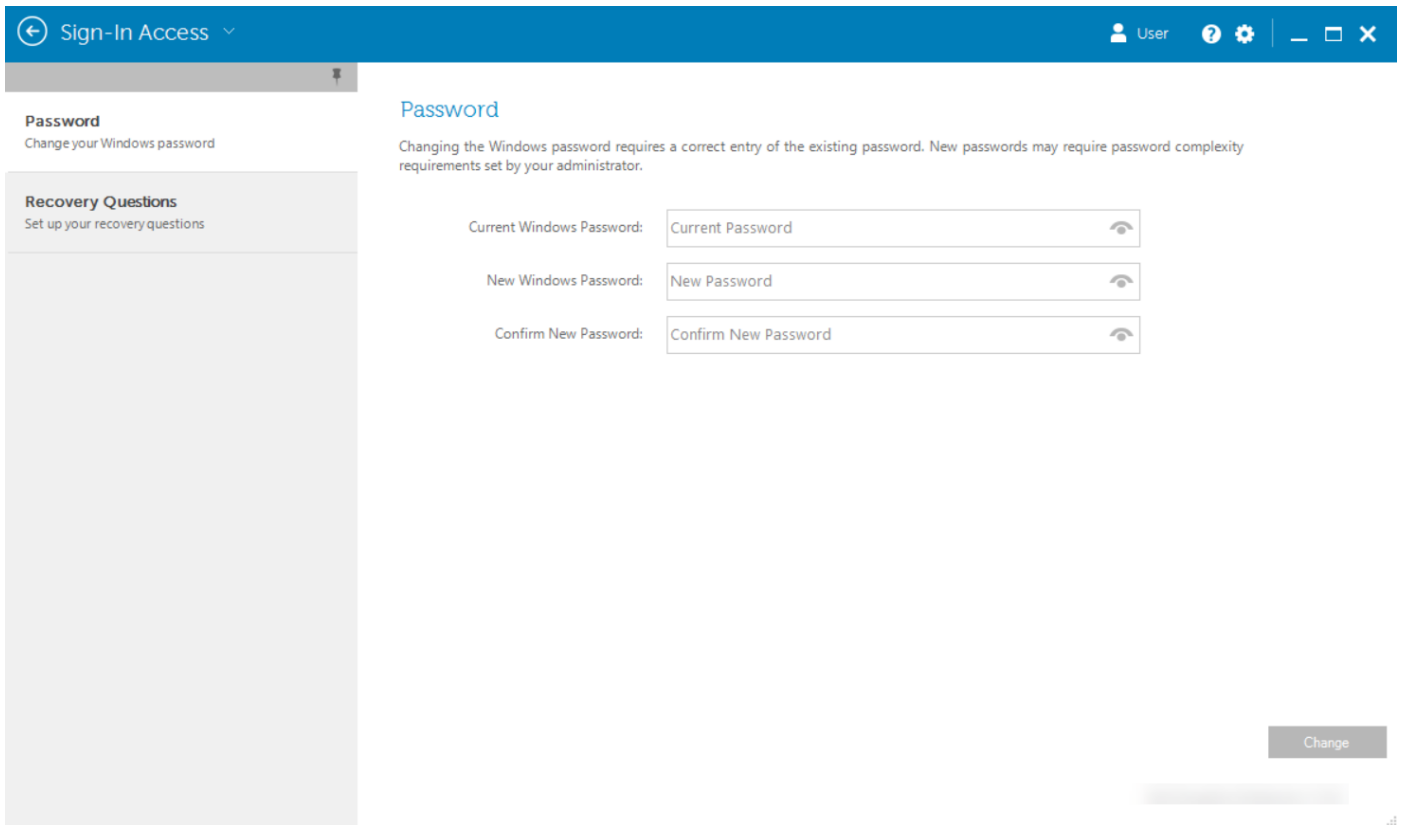 Sign-In Access
User
Password
Change your Windows password
Recovery Questions
Set up your recovery questions
Password
Changing the Windows password requires a correct entry of the existing password. New passwords may require password complexity
requirements set by your administrator.
Current Windows Password: Current Password
New Windows Password: New Password
Confirm New Password: Confirm New Password
Change